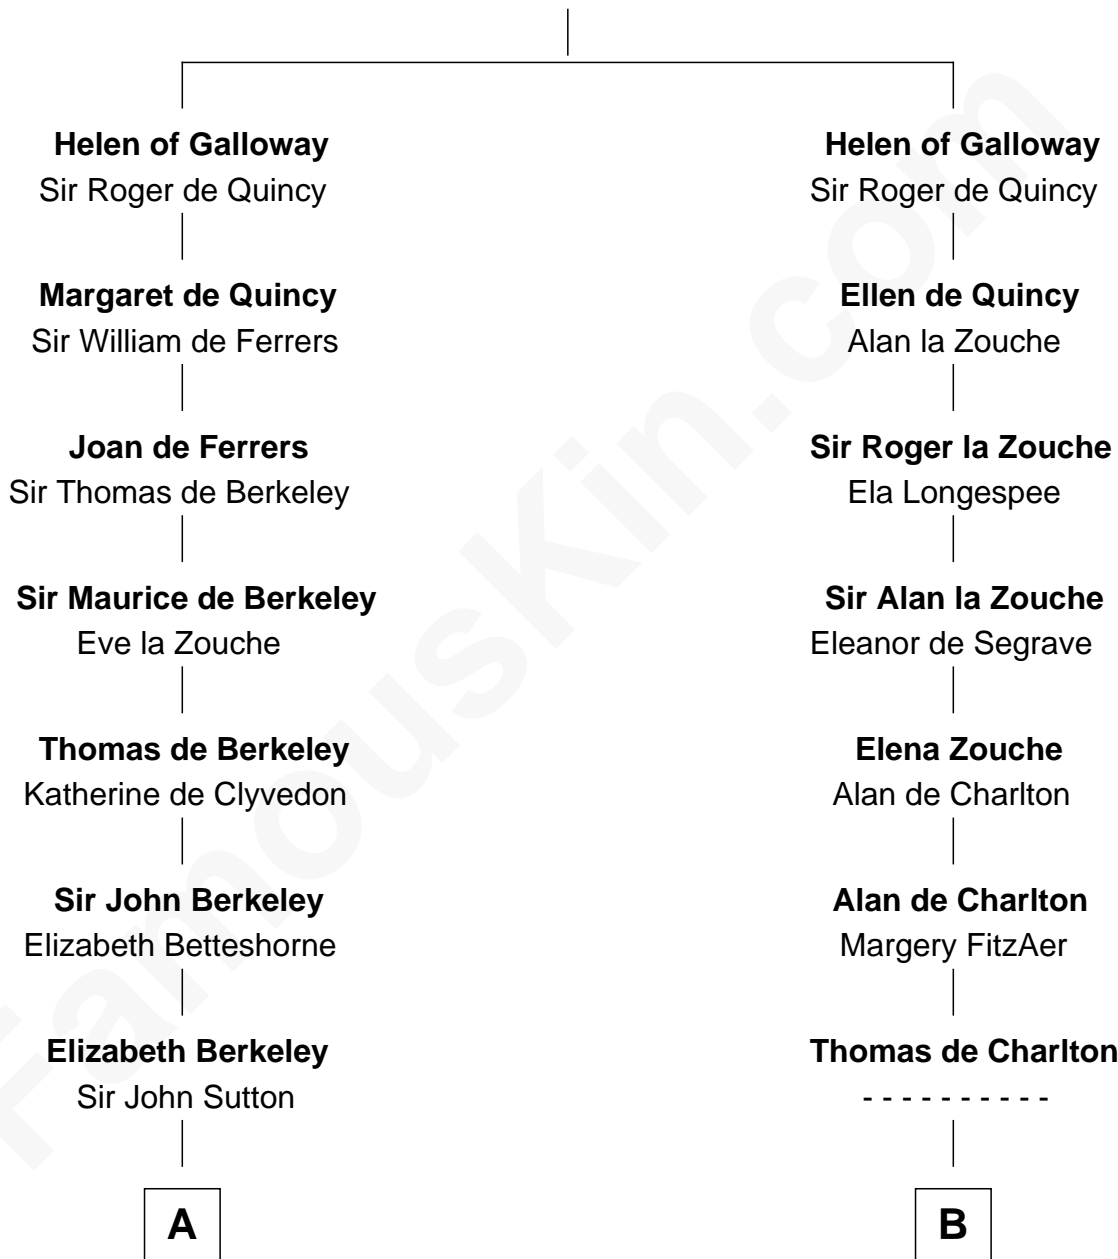 Helen of Galloway
Sir Roger de Quincy
Margaret de Quincy
Sir William de Ferrers
Joan de Ferrers
Sir Thomas de Berkeley
Sir Maurice de Berkeley
Eve la Zouche
Thomas de Berkeley
Katherine de Clyvedon
Sir John Berkeley
Elizabeth Betteshorne
Elizabeth Berkeley
Sir John Sutton
A
Helen of Galloway
Sir Roger de Quincy
Ellen de Quincy
Alan la Zouche
Sir Roger la Zouche
Ela Longespee
Sir Alan la Zouche
Eleanor de Segrave
Elena Zouche
Alan de Charlton
Alan de Charlton
Margery FitzAer
Thomas de Charlton
- - - - - - - - - -
B
FamousKin.com